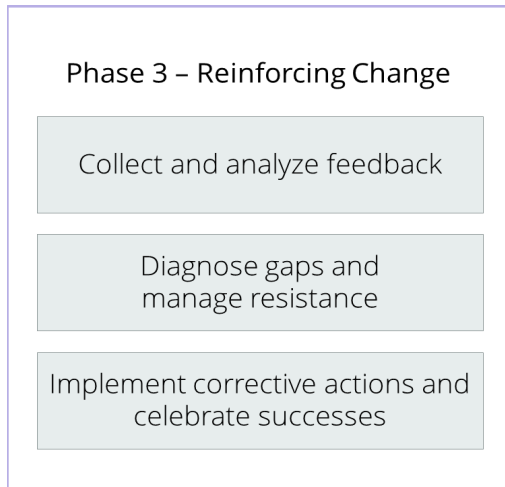 Phase 3 – Reinforcing Change
Collect and analyze feedback
Diagnose gaps and
manage resistance
Implement corrective actions and
celebrate successes